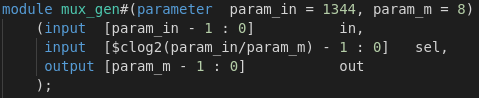 module mux_gen#(parameter  param_in = 1344, param_m = 8)
    (input  [param_in - 1 : 0]            in,
     input  [$clog2(param_in/param_m) - 1 : 0]   sel,
     output [param_m - 1 : 0]             out
    );